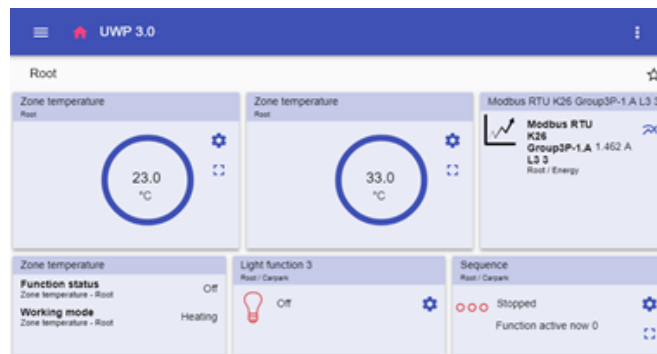 UWP 3.0
Root
Zone temperature
Root
23.0
°C
Zone temperature
Root
33.0
°C
Modbus RTU K26 Group3P-1.A L3 3
Modbus RTU
K26
Group3P-1.A 1.462 A
L3 3
Root / Energy
Zone temperature
Function status
Zone temperature - Root
Off
Working mode
Zone temperature - Root
Heating
Light function 3
Root / Carpark
Off
Sequence
Root / Carpark
Stopped
Function active now 0